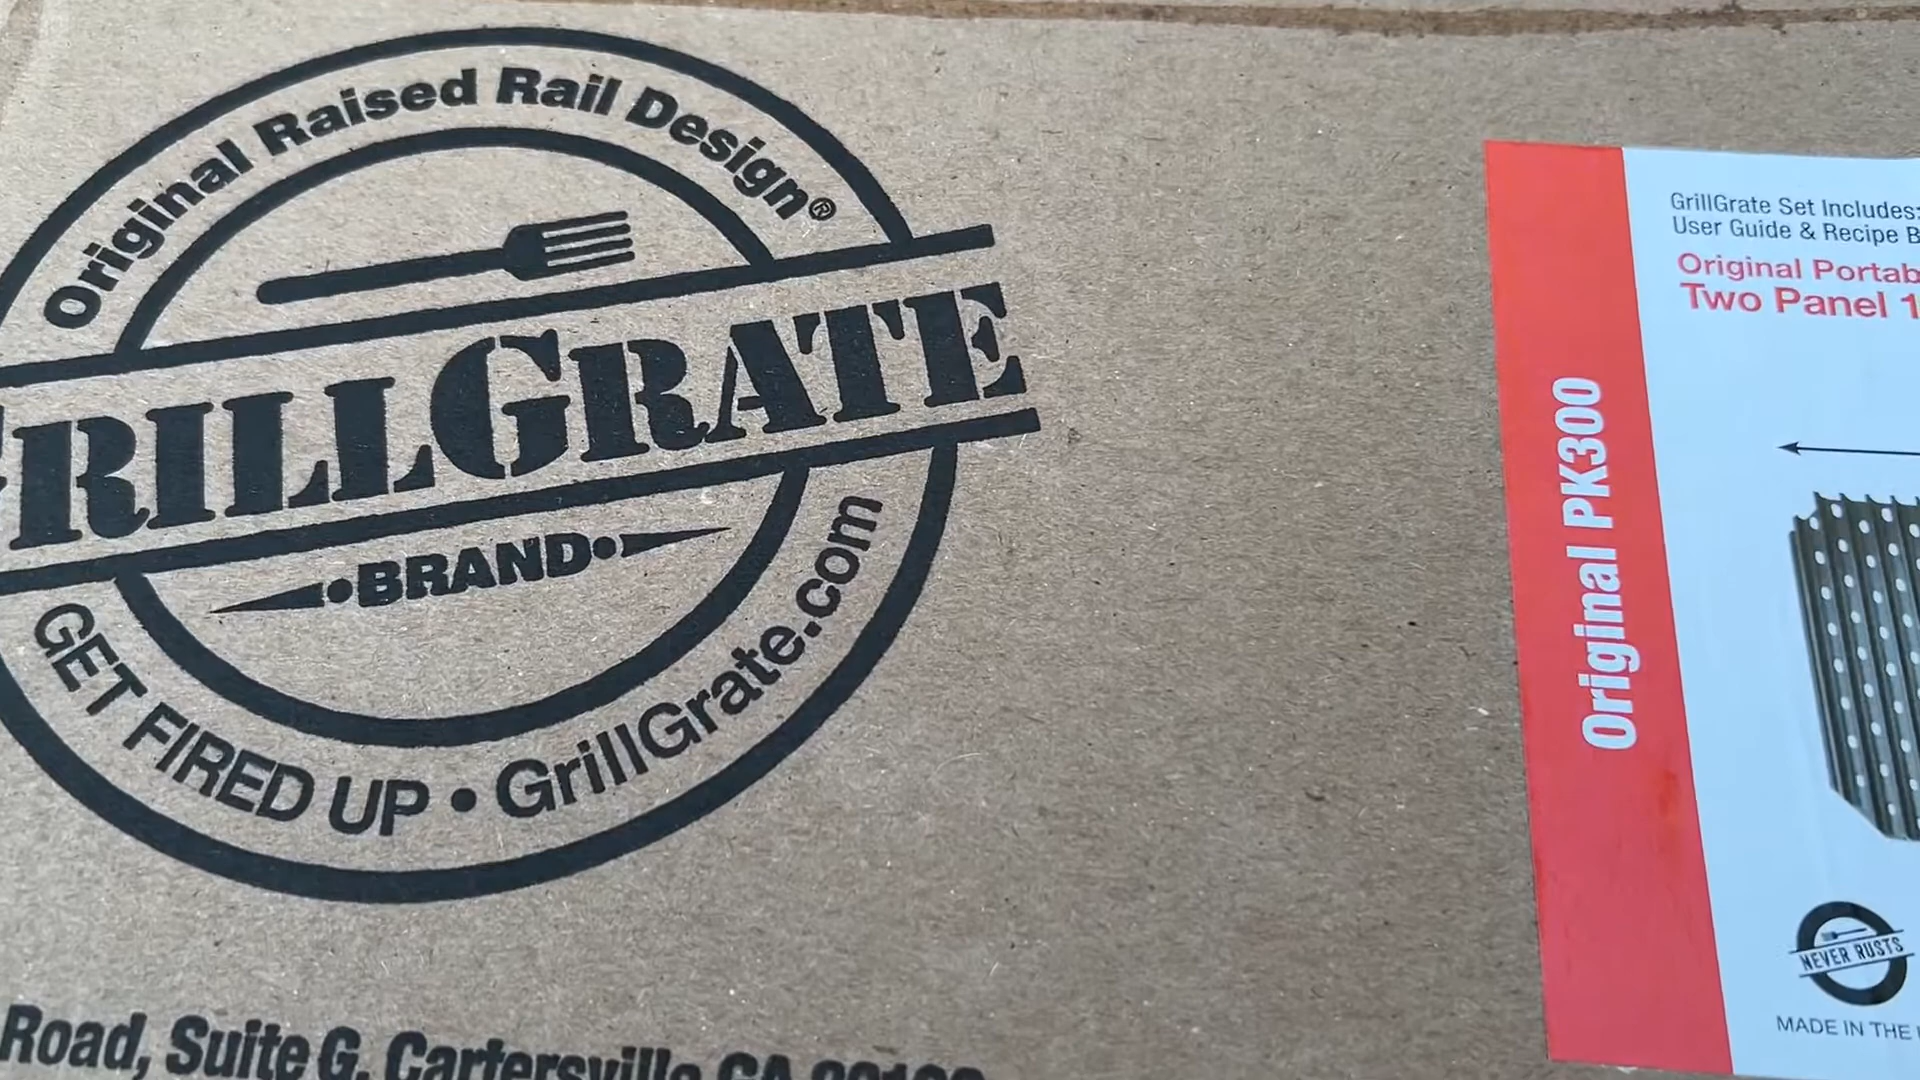 Original Raised Rail Design®
GRILLGRATE
•BRAND•
GET FIRED UP • GrillGrate.com
Road, Suite G, Cartersville GA
GrillGrate Set Includes:
User Guide & Recipe
Original
Two Panel
Original PK300
NEVER RUSTS
MADE IN THE